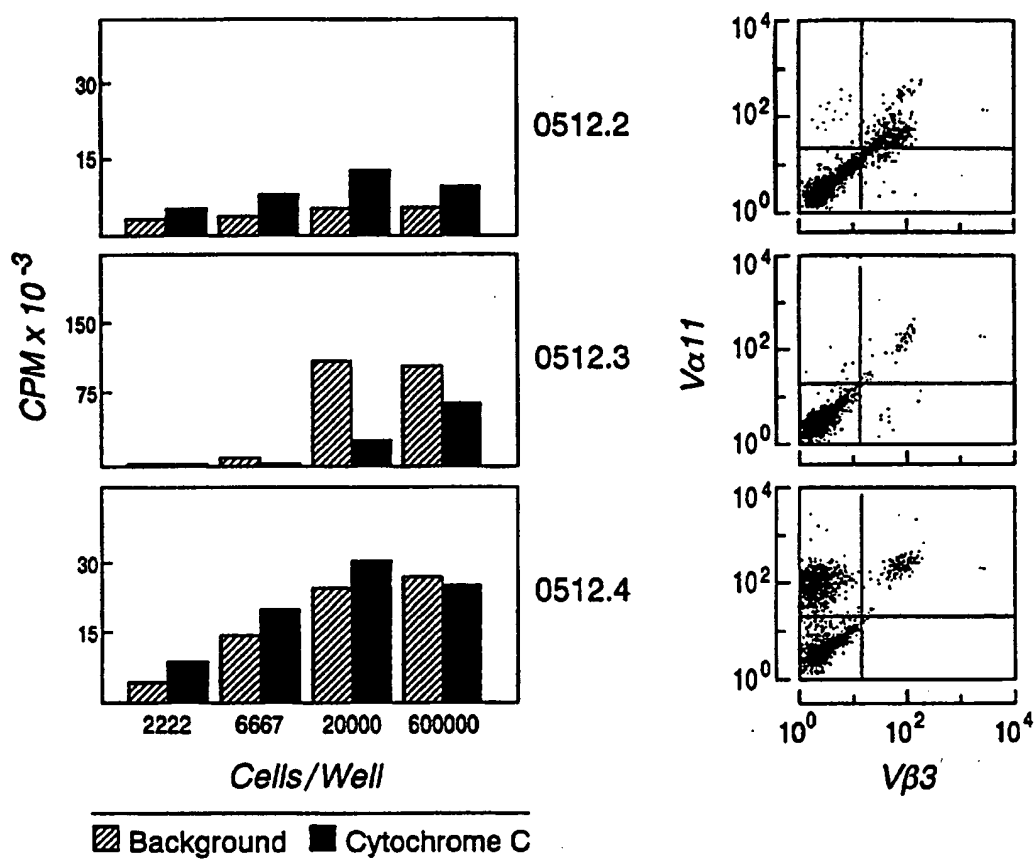 30
15
0512.2
10⁴
10²
10⁰
CPM x 10⁻³
150
75
0512.3
Vα11
10⁴
10²
10⁰
30
15
0512.4
10⁴
10²
10⁰
2222 6667 20000 600000
10⁰ 10² 10⁴
Cells/Well
Vβ3
Background Cytochrome C